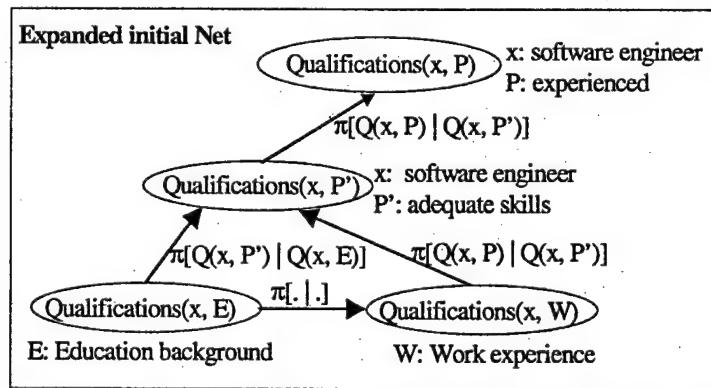 Expanded initial Net
Qualifications(x, P)
x: software engineer
P: experienced
π[Q(x, P) | Q(x, P')]
Qualifications(x, P')
x: software engineer
P': adequate skills
π[Q(x, P') | Q(x, E)]
π[Q(x, P) | Q(x, P')]
π[. | .]
Qualifications(x, E)
Qualifications(x, W)
E: Education background
W: Work experience